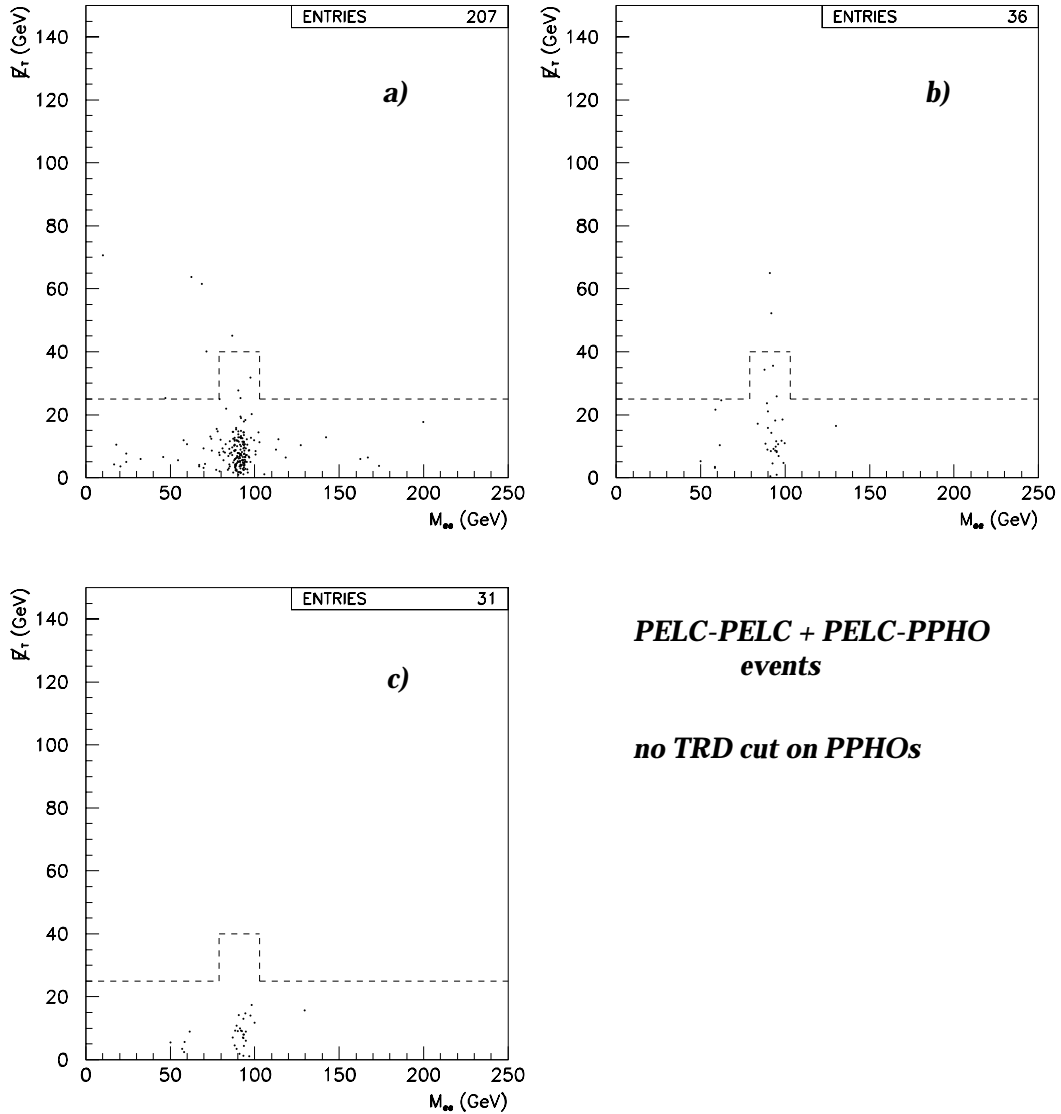 ENTRIES 207
E̸T (GeV)
a)
140
120
100
80
60
40
20
0
0 50 100 150 200 250
Mee (GeV)
ENTRIES 36
E̸T (GeV)
b)
140
120
100
80
60
40
20
0
0 50 100 150 200 250
Mee (GeV)
ENTRIES 31
E̸T (GeV)
c)
140
120
100
80
60
40
20
0
0 50 100 150 200 250
Mee (GeV)
PELC-PELC + PELC-PPHO
events
no TRD cut on PPHOs